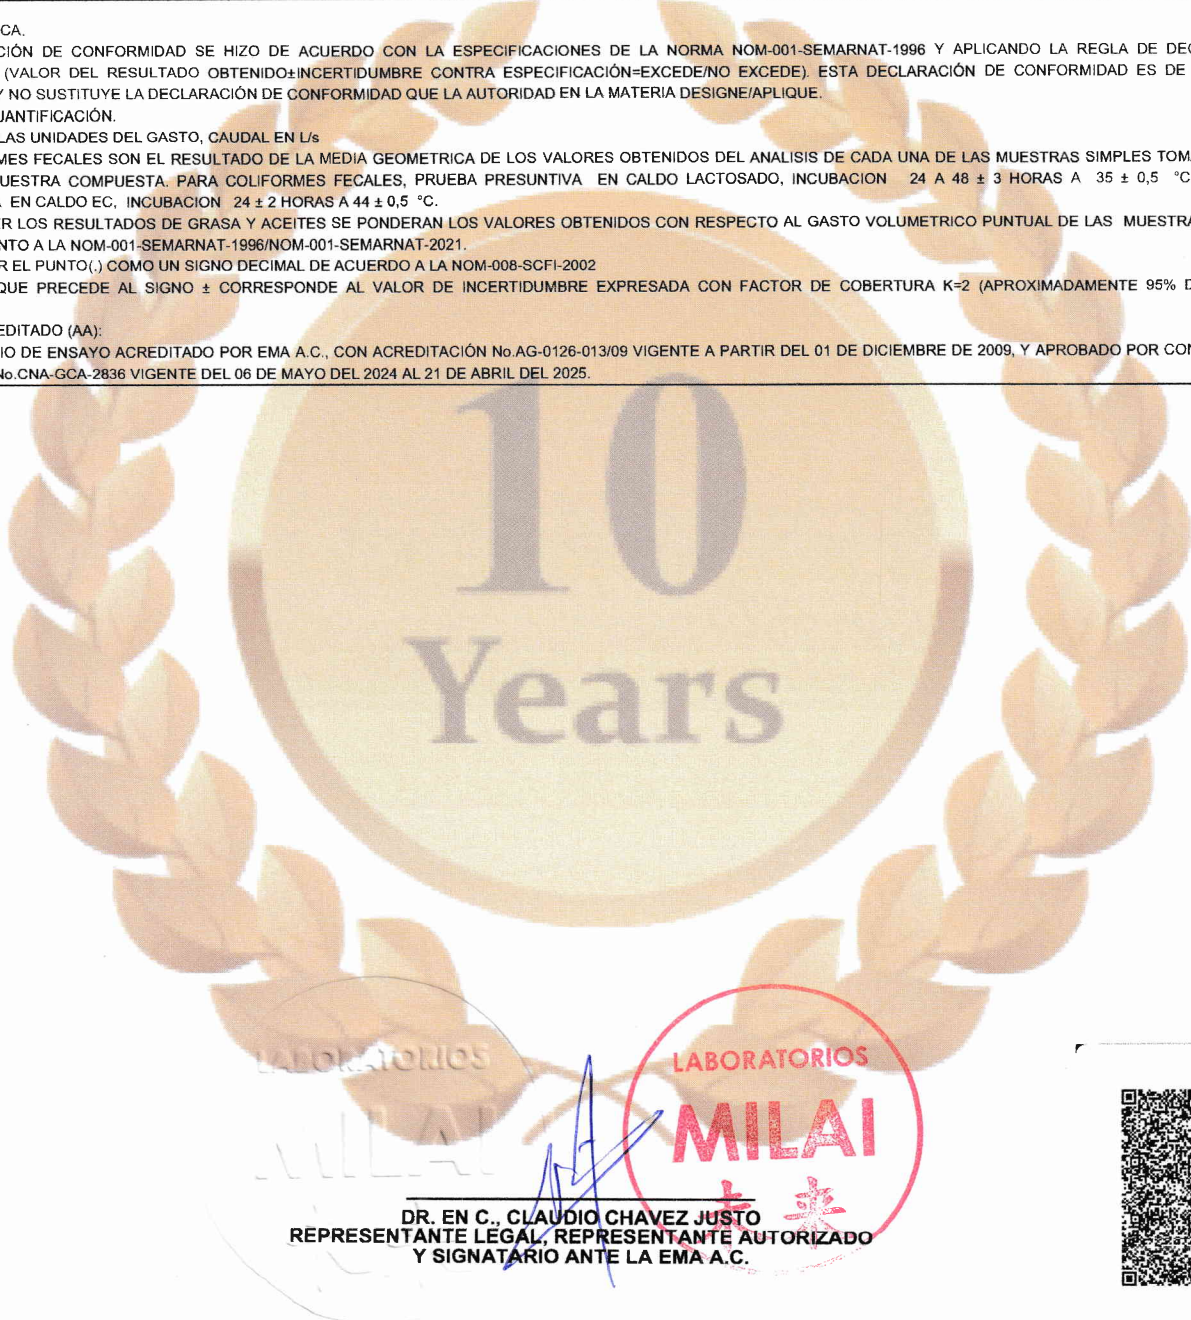 CA.
CIÓN DE CONFORMIDAD SE HIZO DE ACUERDO CON LA ESPECIFICACIONES DE LA NORMA NOM-001-SEMARNAT-1996 Y APLICANDO LA REGLA DE DE
(VALOR DEL RESULTADO OBTENIDO±INCERTIDUMBRE CONTRA ESPECIFICACIÓN=EXCEDE/NO EXCEDE). ESTA DECLARACIÓN DE CONFORMIDAD ES DE
Y NO SUSTITUYE LA DECLARACIÓN DE CONFORMIDAD QUE LA AUTORIDAD EN LA MATERIA DESIGNE/APLIQUE.
UANTIFICACIÓN.
LAS UNIDADES DEL GASTO, CAUDAL EN L/s
MES FECALES SON EL RESULTADO DE LA MEDIA GEOMETRICA DE LOS VALORES OBTENIDOS DEL ANALISIS DE CADA UNA DE LAS MUESTRAS SIMPLES TOM
UESTRA COMPUESTA. PARA COLIFORMES FECALES, PRUEBA PRESUNTIVA EN CALDO LACTOSADO, INCUBACION 24 A 48 ± 3 HORAS A 35 ± 0,5 °C
EN CALDO EC, INCUBACION 24 ± 2 HORAS A 44 ± 0,5 °C.
R LOS RESULTADOS DE GRASA Y ACEITES SE PONDERAN LOS VALORES OBTENIDOS CON RESPECTO AL GASTO VOLUMETRICO PUNTUAL DE LAS MUESTRA
NTO A LA NOM-001-SEMARNAT-1996/NOM-001-SEMARNAT-2021.
R EL PUNTO(.) COMO UN SIGNO DECIMAL DE ACUERDO A LA NOM-008-SCFI-2002
QUE PRECEDE AL SIGNO ± CORRESPONDE AL VALOR DE INCERTIDUMBRE EXPRESADA CON FACTOR DE COBERTURA K=2 (APROXIMADAMENTE 95% D
EDITADO (AA):
IO DE ENSAYO ACREDITADO POR EMA A.C., CON ACREDITACIÓN No.AG-0126-013/09 VIGENTE A PARTIR DEL 01 DE DICIEMBRE DE 2009, Y APROBADO POR CON
No.CNA-GCA-2836 VIGENTE DEL 06 DE MAYO DEL 2024 AL 21 DE ABRIL DEL 2025.
10
Years
LABORATORIOS
MILAI
LABORATORIOS
MILAI
未来
DR. EN C., CLAUDIO CHAVEZ JUSTO
REPRESENTANTE LEGAL, REPRESENTANTE AUTORIZADO
Y SIGNATARIO ANTE LA EMA A.C.